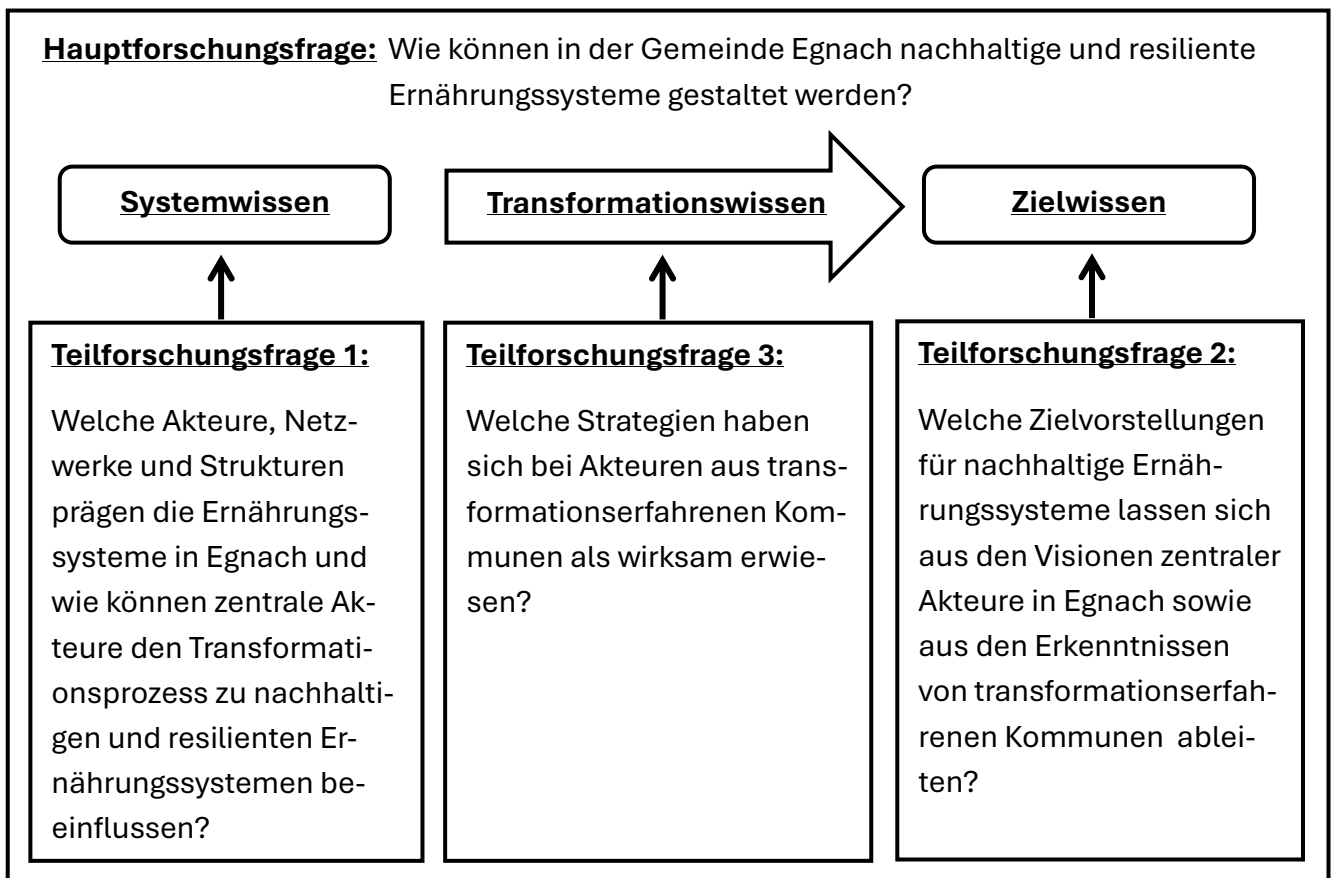 Hauptforschungsfrage: Wie können in der Gemeinde Egnach nachhaltige und resiliente
Ernährungssysteme gestaltet werden?
Systemwissen
Transformationswissen
Zielwissen
Teilforschungsfrage 1:
Welche Akteure, Netz-
werke und Strukturen
prägen die Ernährungs-
systeme in Egnach und
wie können zentrale Ak-
teure den Transformati-
onsprozess zu nachhalti-
gen und resilienten Er-
nährungssystemen be-
einflussen?
Teilforschungsfrage 3:
Welche Strategien haben
sich bei Akteuren aus trans-
formationserfahrenen Kom-
munen als wirksam erwie-
sen?
Teilforschungsfrage 2:
Welche Zielvorstellungen
für nachhaltige Ernäh-
rungssysteme lassen sich
aus den Visionen zentraler
Akteure in Egnach sowie
aus den Erkenntnissen
von transformationserfah-
renen Kommunen  ablei-
ten?